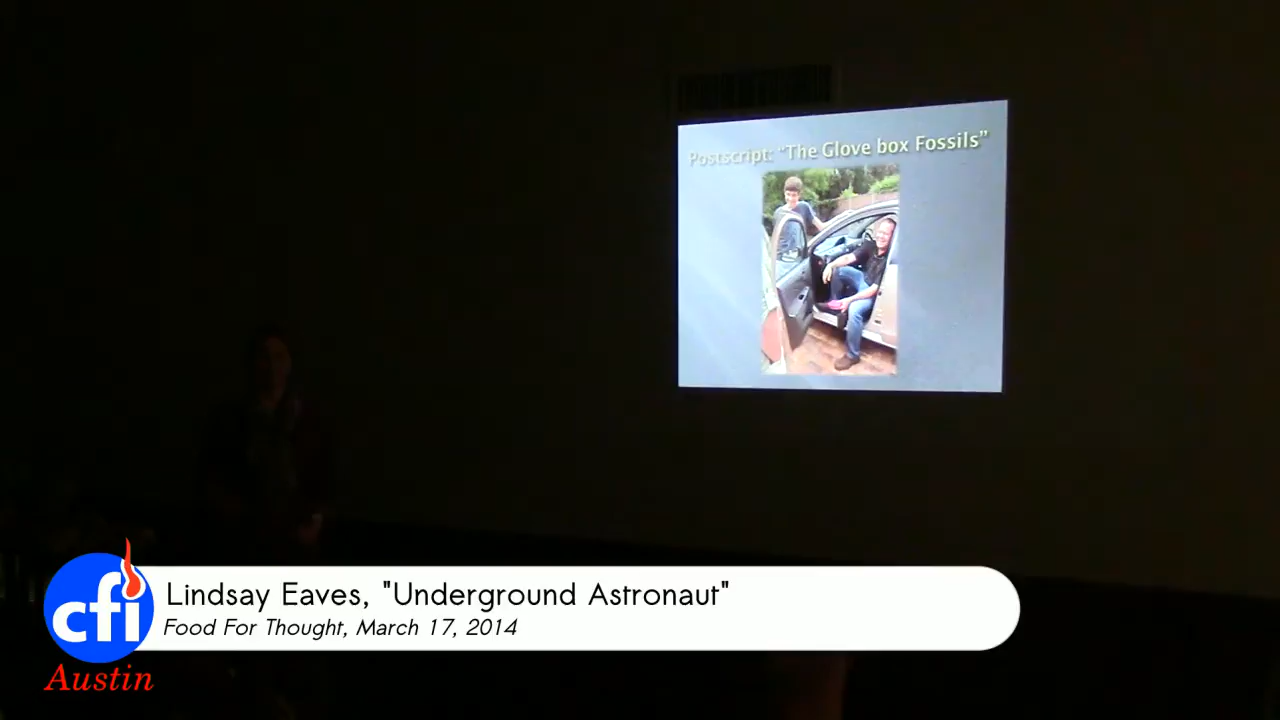 Postscript: "The Glove box Fossils"
cfi
Lindsay Eaves, "Underground Astronaut"
Food For Thought, March 17, 2014
Austin